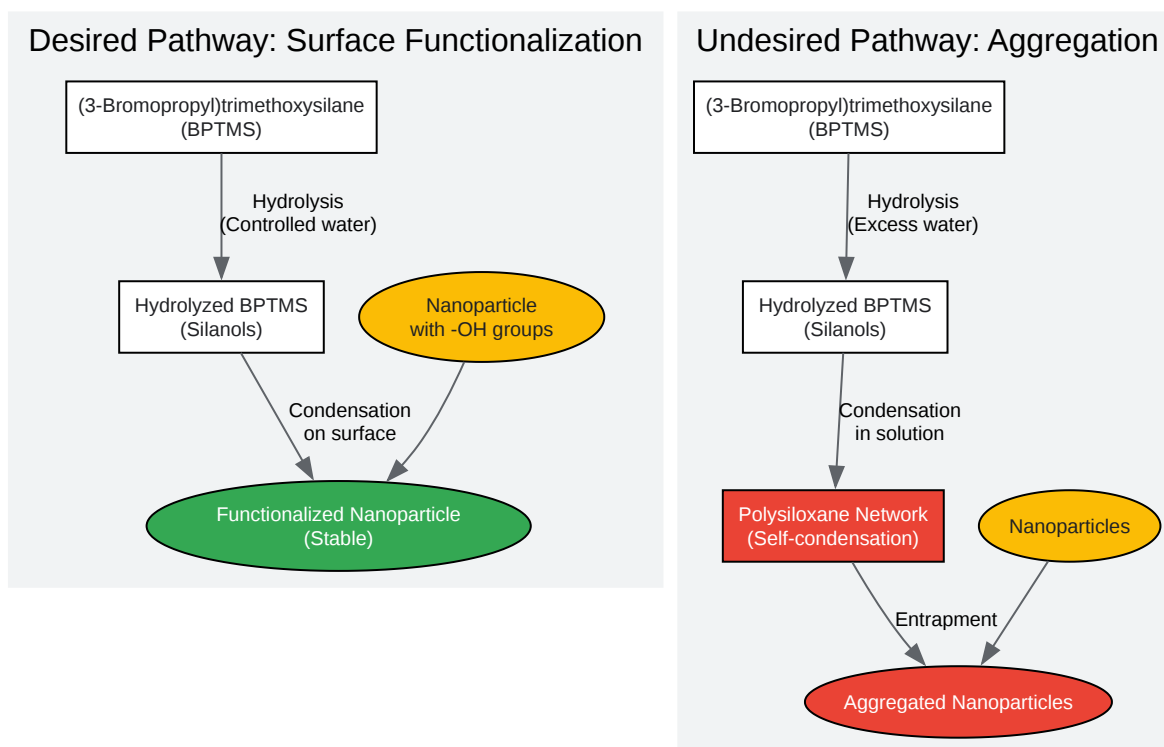 Desired Pathway: Surface Functionalization
(3-Bromopropyl)trimethoxysilane
(BPTMS)
Hydrolysis
(Controlled water)
Hydrolyzed BPTMS
(Silanols)
Nanoparticle
with -OH groups
Condensation
on surface
Functionalized Nanoparticle
(Stable)
Undesired Pathway: Aggregation
(3-Bromopropyl)trimethoxysilane
(BPTMS)
Hydrolysis
(Excess water)
Hydrolyzed BPTMS
(Silanols)
Condensation
in solution
Polysiloxane Network
(Self-condensation)
Nanoparticles
Entrapment
Aggregated Nanoparticles